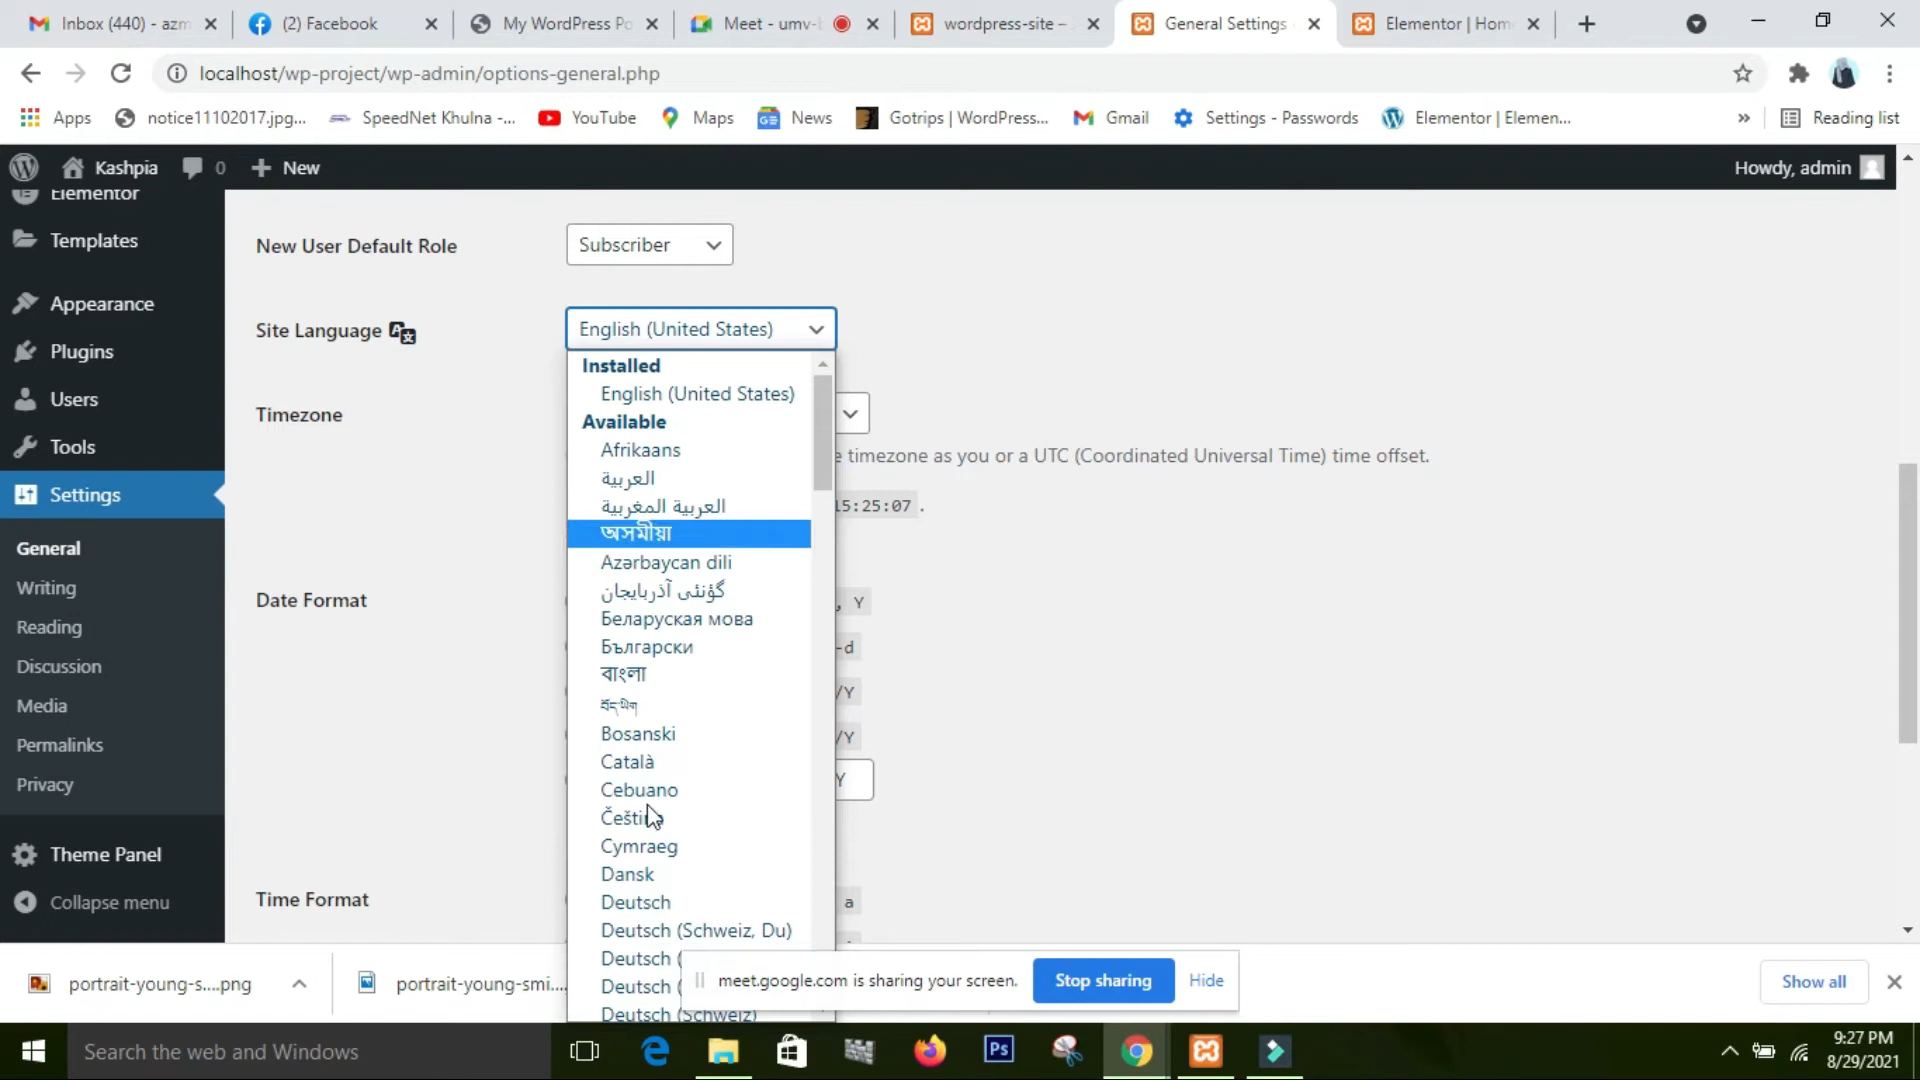 Inbox (440) - azm
(2) Facebook
My WordPress Po
Meet - umv-
wordpress-site –
General Settings
Elementor | Hom
localhost/wp-project/wp-admin/options-general.php
Apps
notice11102017.jpg...
SpeedNet Khulna -...
YouTube
Maps
News
Gotrips | WordPress...
Gmail
Settings - Passwords
Elementor | Elemen...
»
Reading list
Kashpia
0
New
Howdy, admin
Elementor
Templates
Appearance
Plugins
Users
Tools
Settings
General
Writing
Reading
Discussion
Media
Permalinks
Privacy
Theme Panel
Collapse menu
New User Default Role
Subscriber
Site Language
English (United States)
Installed
English (United States)
Available
Afrikaans
العربية
العربية المغربية
অসমীয়া
Azərbaycan dili
گؤنئی آذربایجان
Беларуская мова
Български
বাংলা
བོད་ཡིག
Bosanski
Català
Cebuano
Cymraeg
Dansk
Deutsch
Deutsch (Schweiz, Du)
Deutsch (
Deutsch (
Deutsch (Schweiz)
Timezone
e timezone as you or a UTC (Coordinated Universal Time) time offset.
15:25:07 .
Date Format
, Y
-d
/Y
/Y
Y
Time Format
a
portrait-young-s....png
portrait-young-smi....
meet.google.com is sharing your screen.
Stop sharing
Hide
Show all
Search the web and Windows
Ps
9:27 PM
8/29/2021